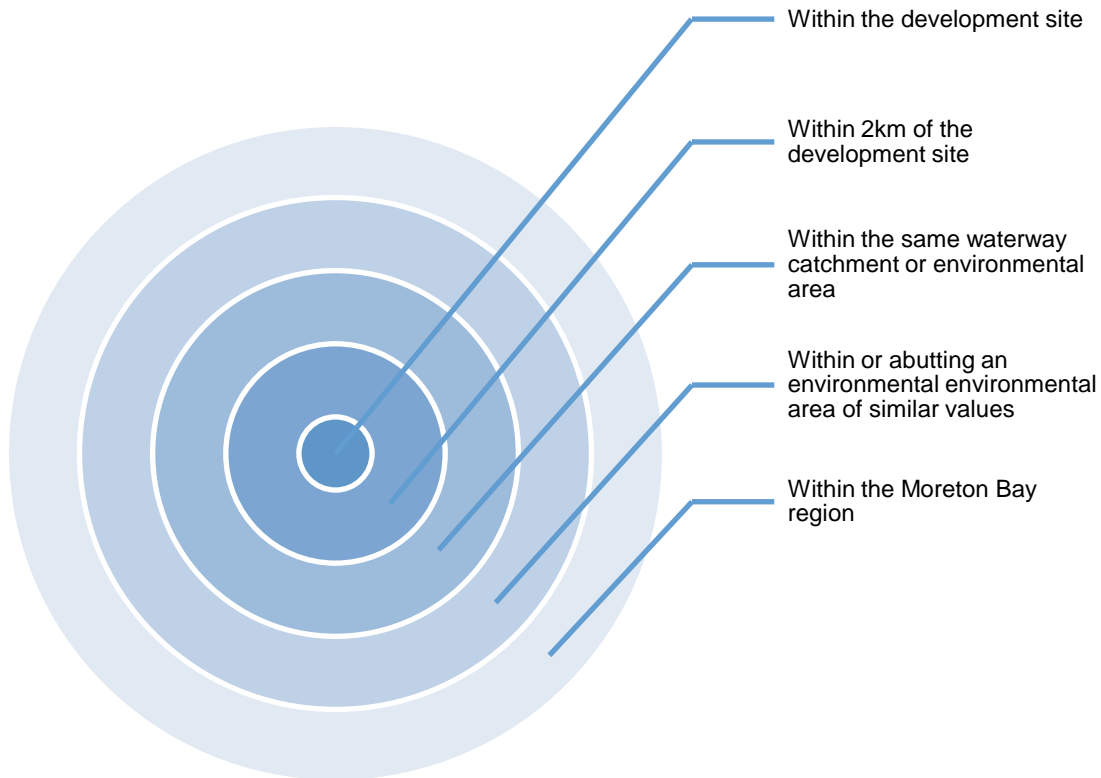 Within the development site
Within 2km of the
development site
Within the same waterway
catchment or environmental
area
Within or abutting an
environmental environmental
area of similar values
Within the Moreton Bay
region